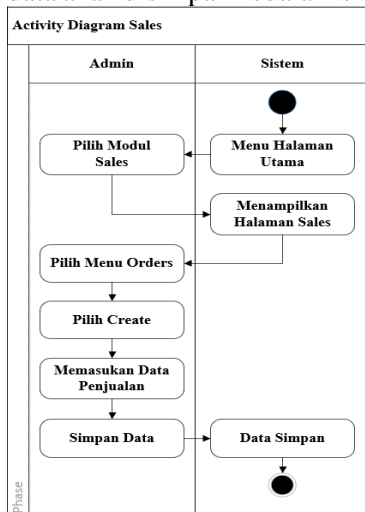 Activity Diagram Sales
Admin
Sistem
Menu Halaman
Utama
Pilih Modul
Sales
Menampilkan
Halaman Sales
Pilih Menu Orders
Pilih Create
Memasukan Data
Penjualan
Simpan Data
Data Simpan
Phase